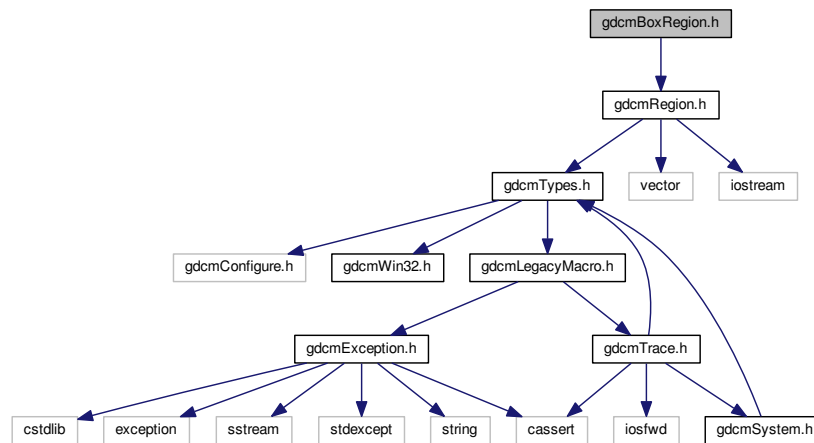 gdcmBoxRegion.h
gdcmRegion.h
gdcmTypes.h
vector
iostream
gdcmConfigure.h
gdcmWin32.h
gdcmLegacyMacro.h
gdcmException.h
gdcmTrace.h
cstdlib
exception
sstream
stdexcept
string
cassert
iosfwd
gdcmSystem.h